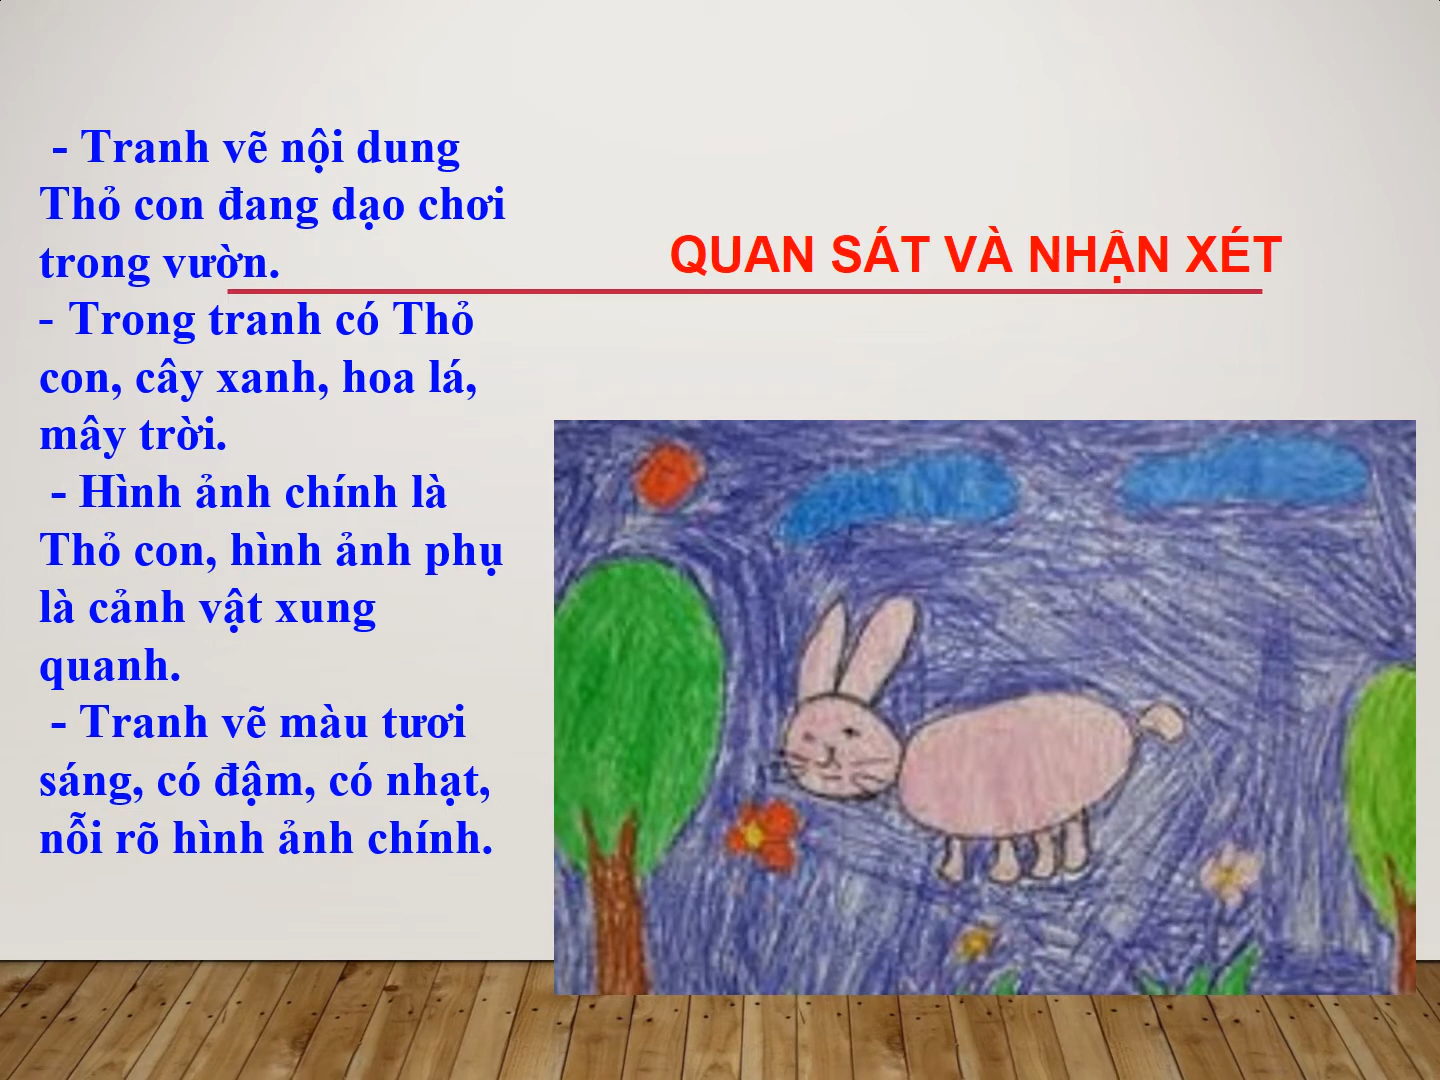 - Tranh vẽ nội dung
Thỏ con đang dạo chơi
trong vườn.
- Trong tranh có Thỏ
con, cây xanh, hoa lá,
mây trời.
- Hình ảnh chính là
Thỏ con, hình ảnh phụ
là cảnh vật xung
quanh.
- Tranh vẽ màu tươi
sáng, có đậm, có nhạt,
nỗi rõ hình ảnh chính.
QUAN SÁT VÀ NHẬN XÉT